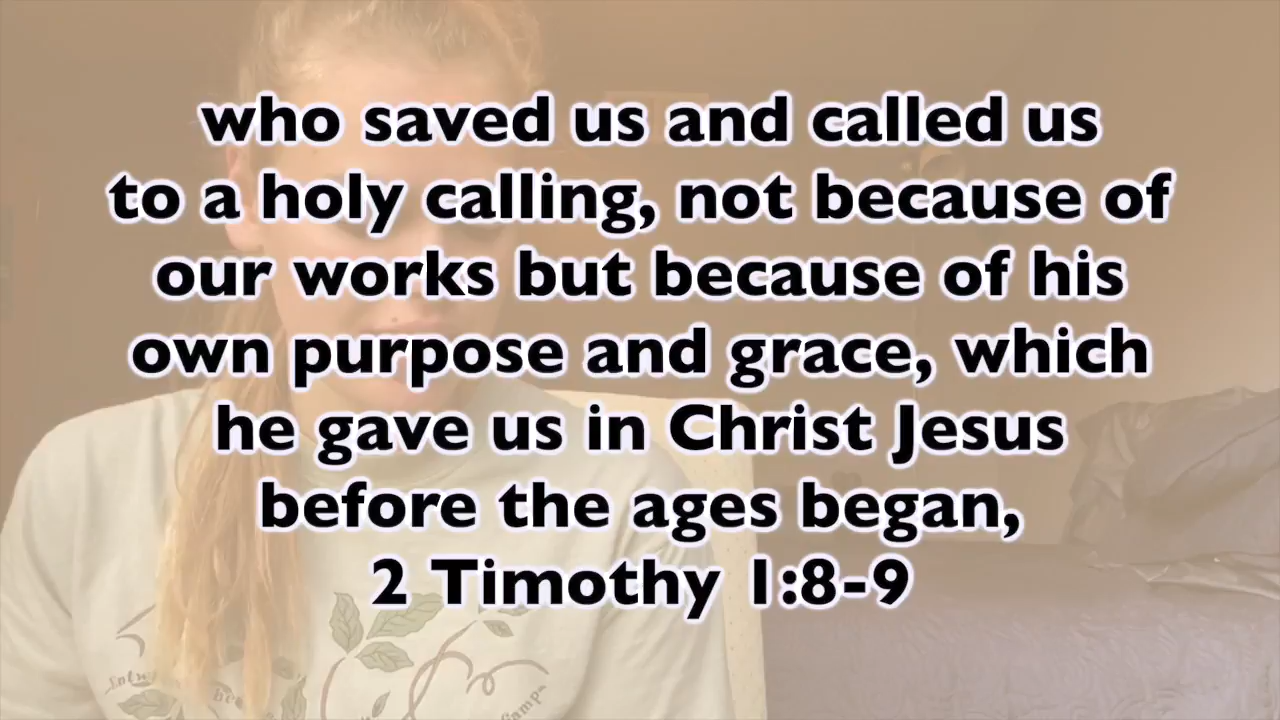 who saved us and called us
to a holy calling, not because of
our works but because of his
own purpose and grace, which
he gave us in Christ Jesus
before the ages began,
2 Timothy 1:8-9